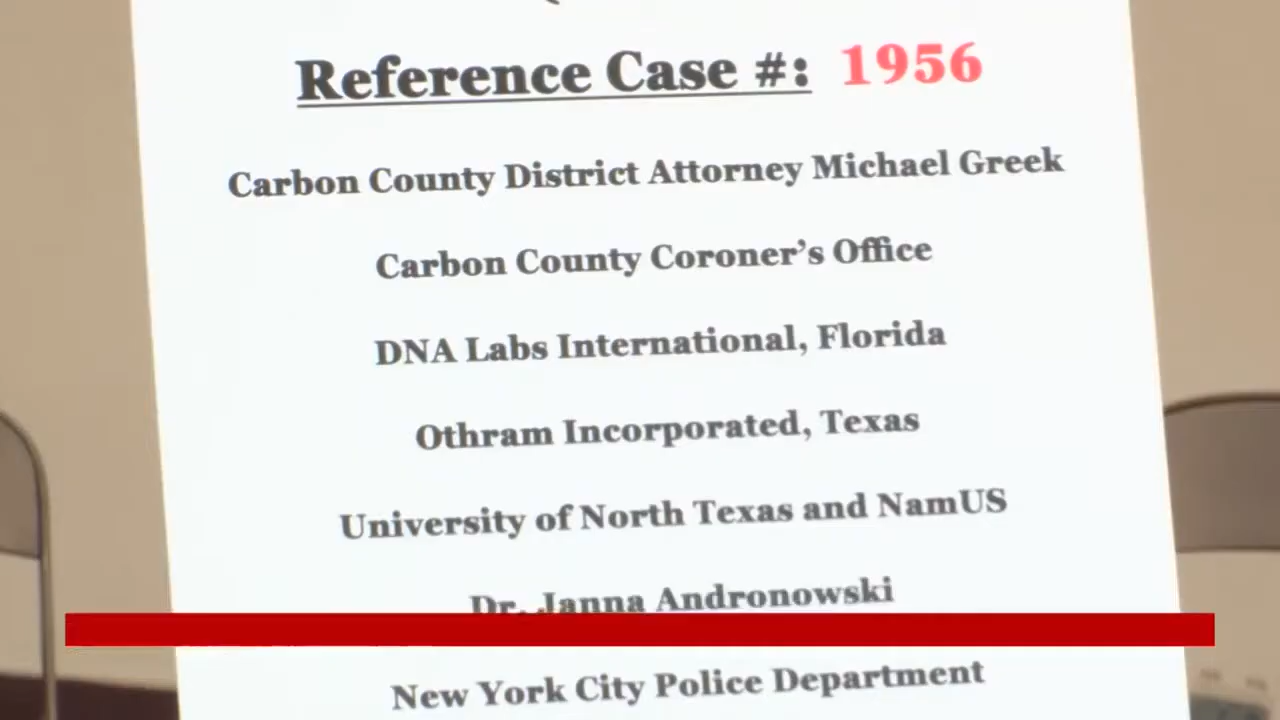 Reference Case #: 1956
Carbon County District Attorney Michael Greek
Carbon County Coroner's Office
DNA Labs International, Florida
Othram Incorporated, Texas
University of North Texas and NamUS
Dr. Janna Andronowski
New York City Police Department